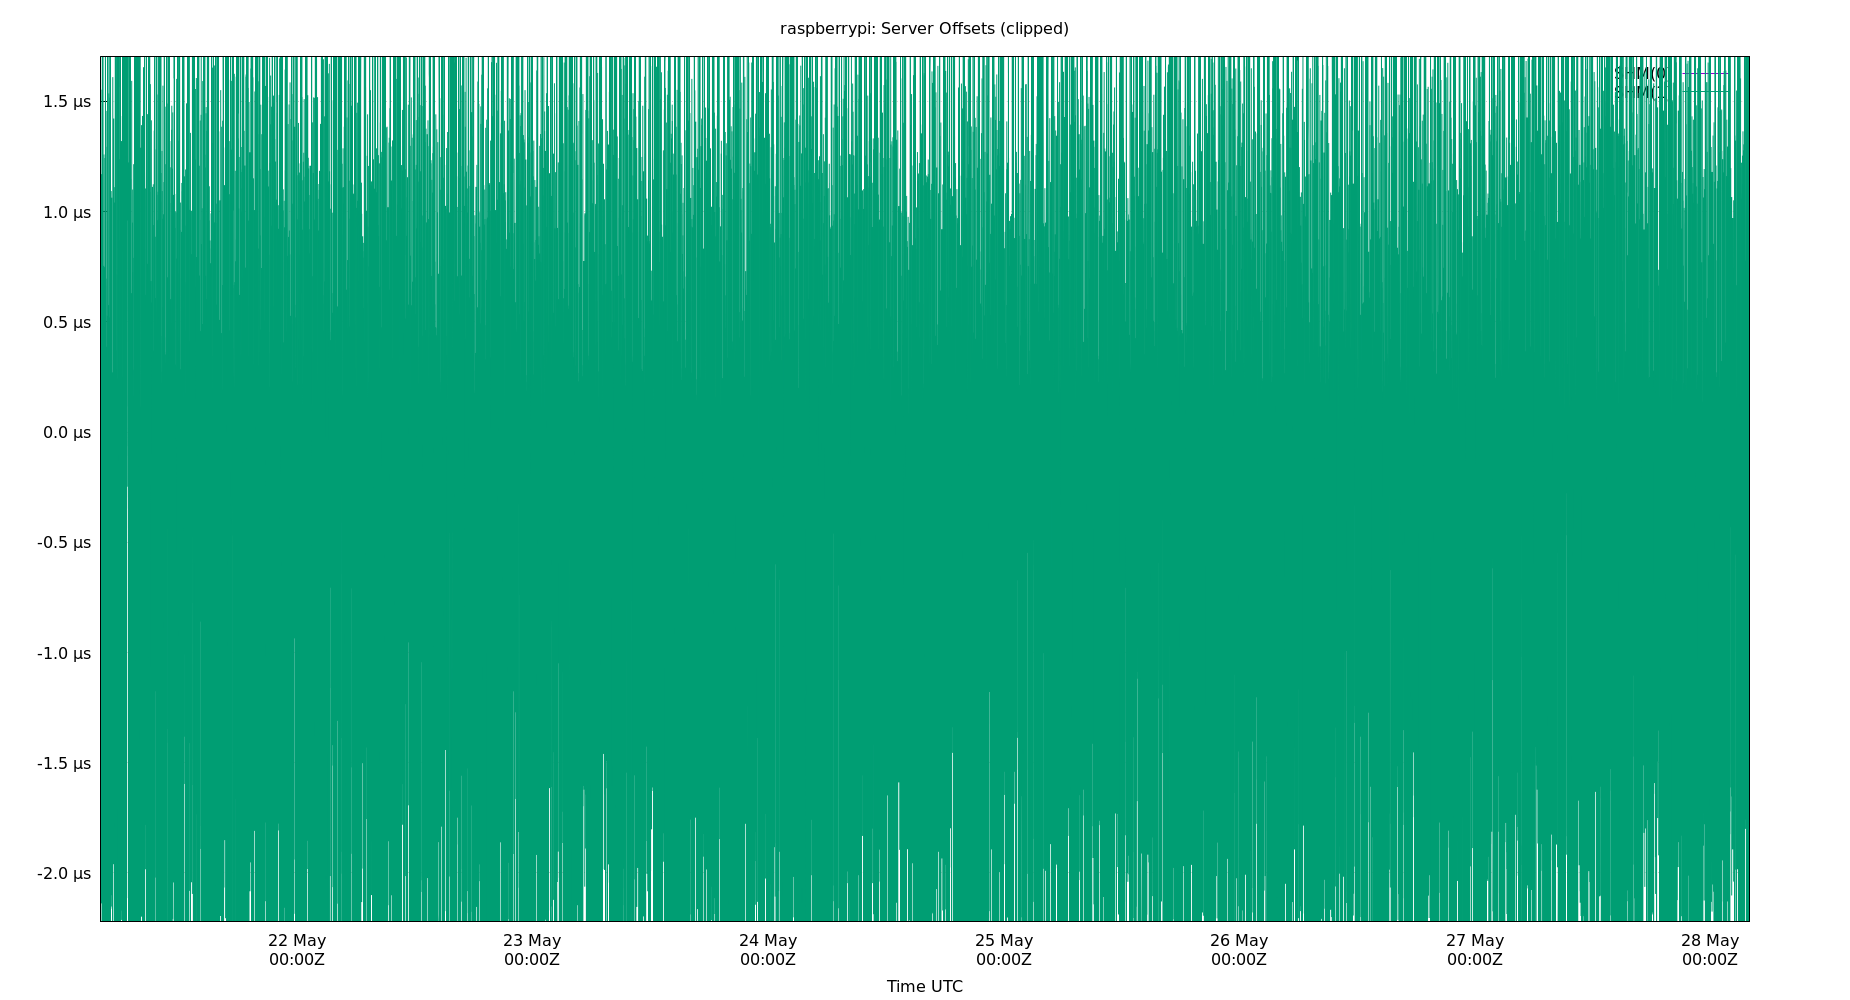 raspberrypi: Server Offsets (clipped)
1.5 µs
1.0 µs
0.5 µs
0.0 µs
-0.5 µs
-1.0 µs
-1.5 µs
-2.0 µs
22 May 23 May 24 May 25 May 26 May 27 May 28 May
00:00Z 00:00Z 00:00Z 00:00Z 00:00Z 00:00Z 00:00Z
Time UTC